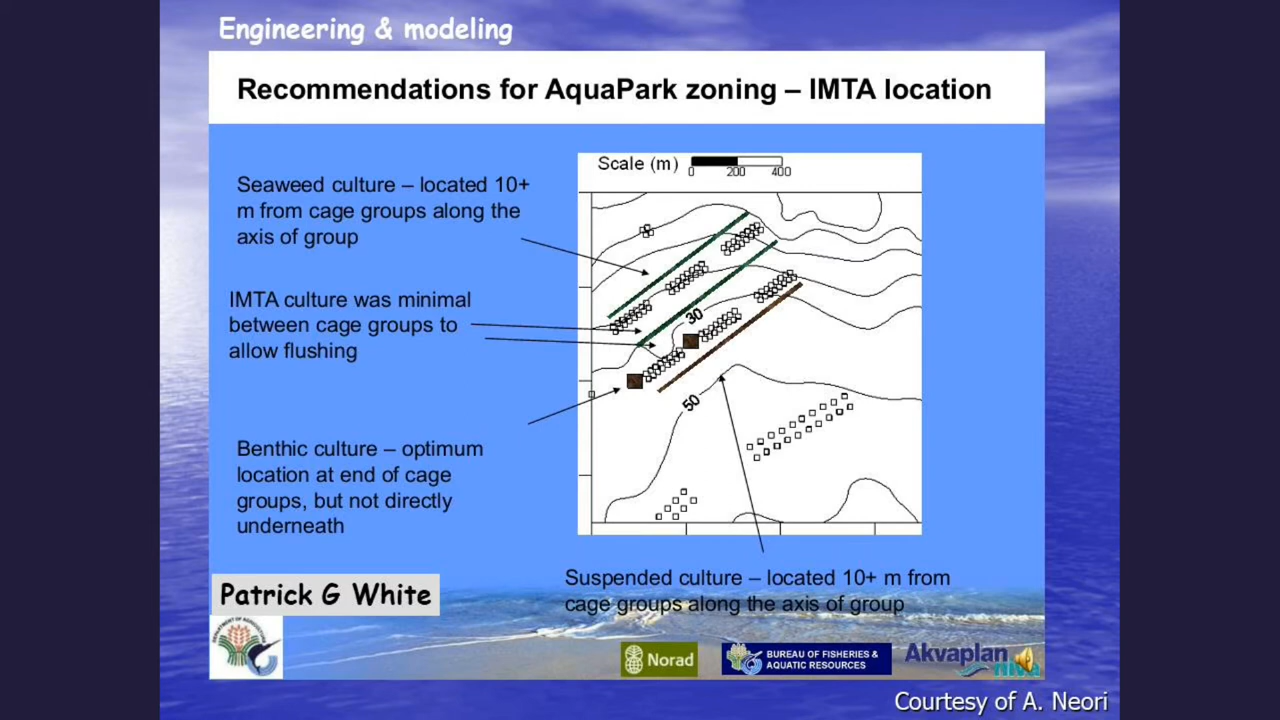 Engineering & modeling
Recommendations for AquaPark zoning – IMTA location
Scale (m)
0 200 400
Seaweed culture – located 10+
m from cage groups along the
axis of group
IMTA culture was minimal
between cage groups to
allow flushing
30
50
Benthic culture – optimum
location at end of cage
groups, but not directly
underneath
Suspended culture – located 10+ m from
cage groups along the axis of group
Patrick G White
Norad
BUREAU OF FISHERIES &
AQUATIC RESOURCES
Akvaplan
niva
Courtesy of A. Neori